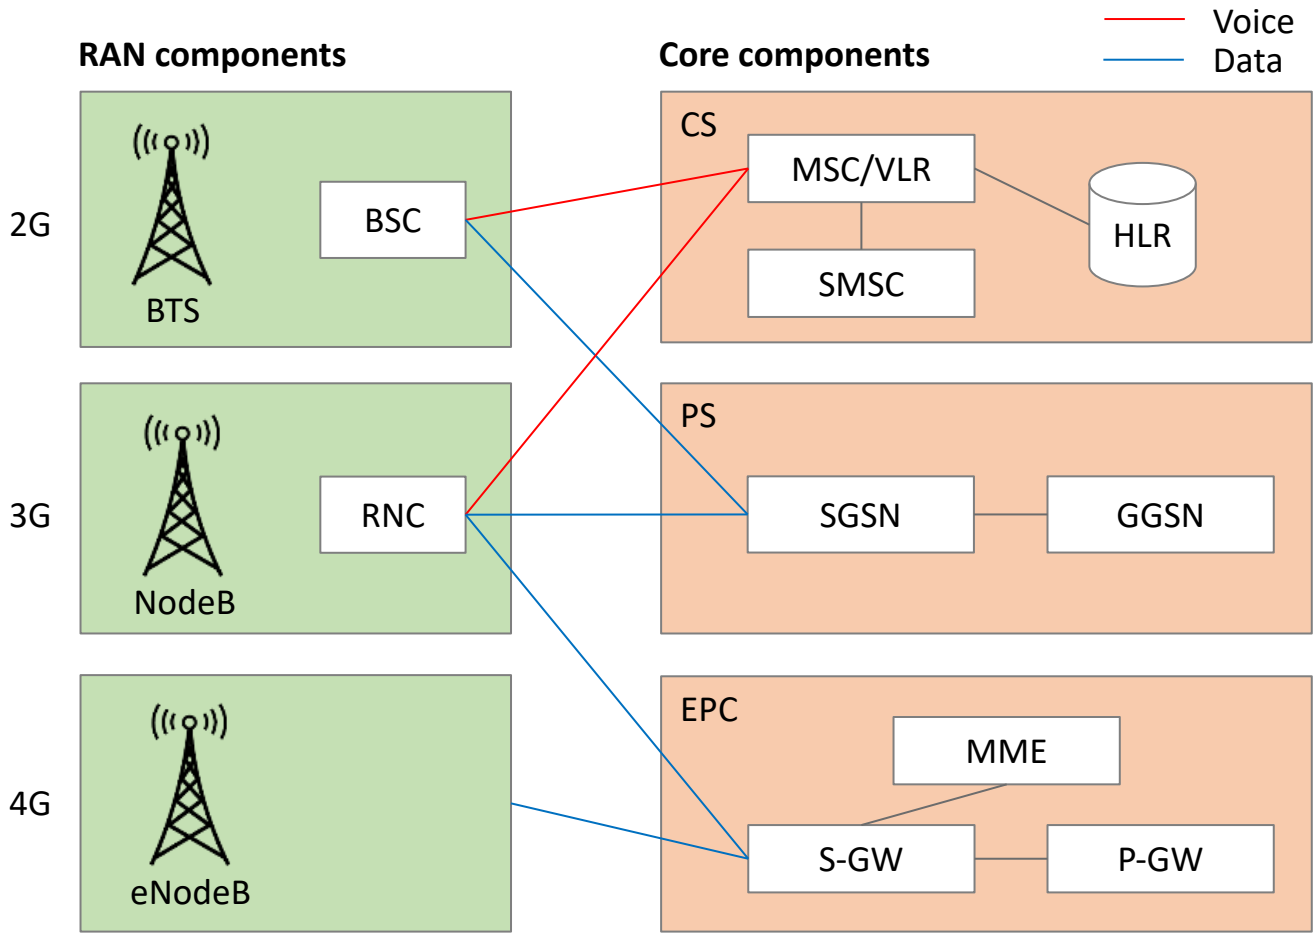 Voice
Data
RAN components
Core components
2G
BTS
BSC
CS
MSC/VLR
SMSC
HLR
3G
NodeB
RNC
PS
SGSN
GGSN
4G
eNodeB
EPC
MME
S-GW
P-GW